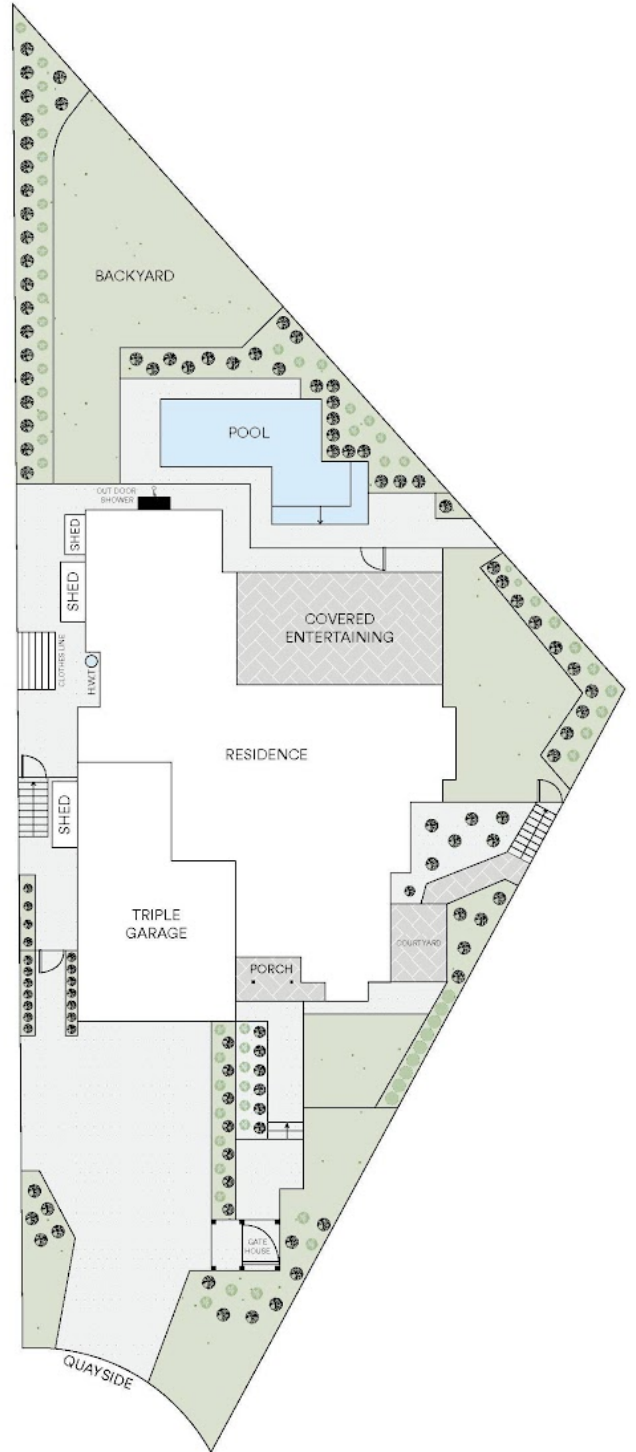 BACKYARD
POOL
OUT DOOR
SHOWER
SHED
SHED
COVERED
ENTERTAINING
CLOTHES LINE
H.W.T
RESIDENCE
SHED
TRIPLE
GARAGE
COURTYARD
PORCH
GATE
HOUSE
QUAYSIDE